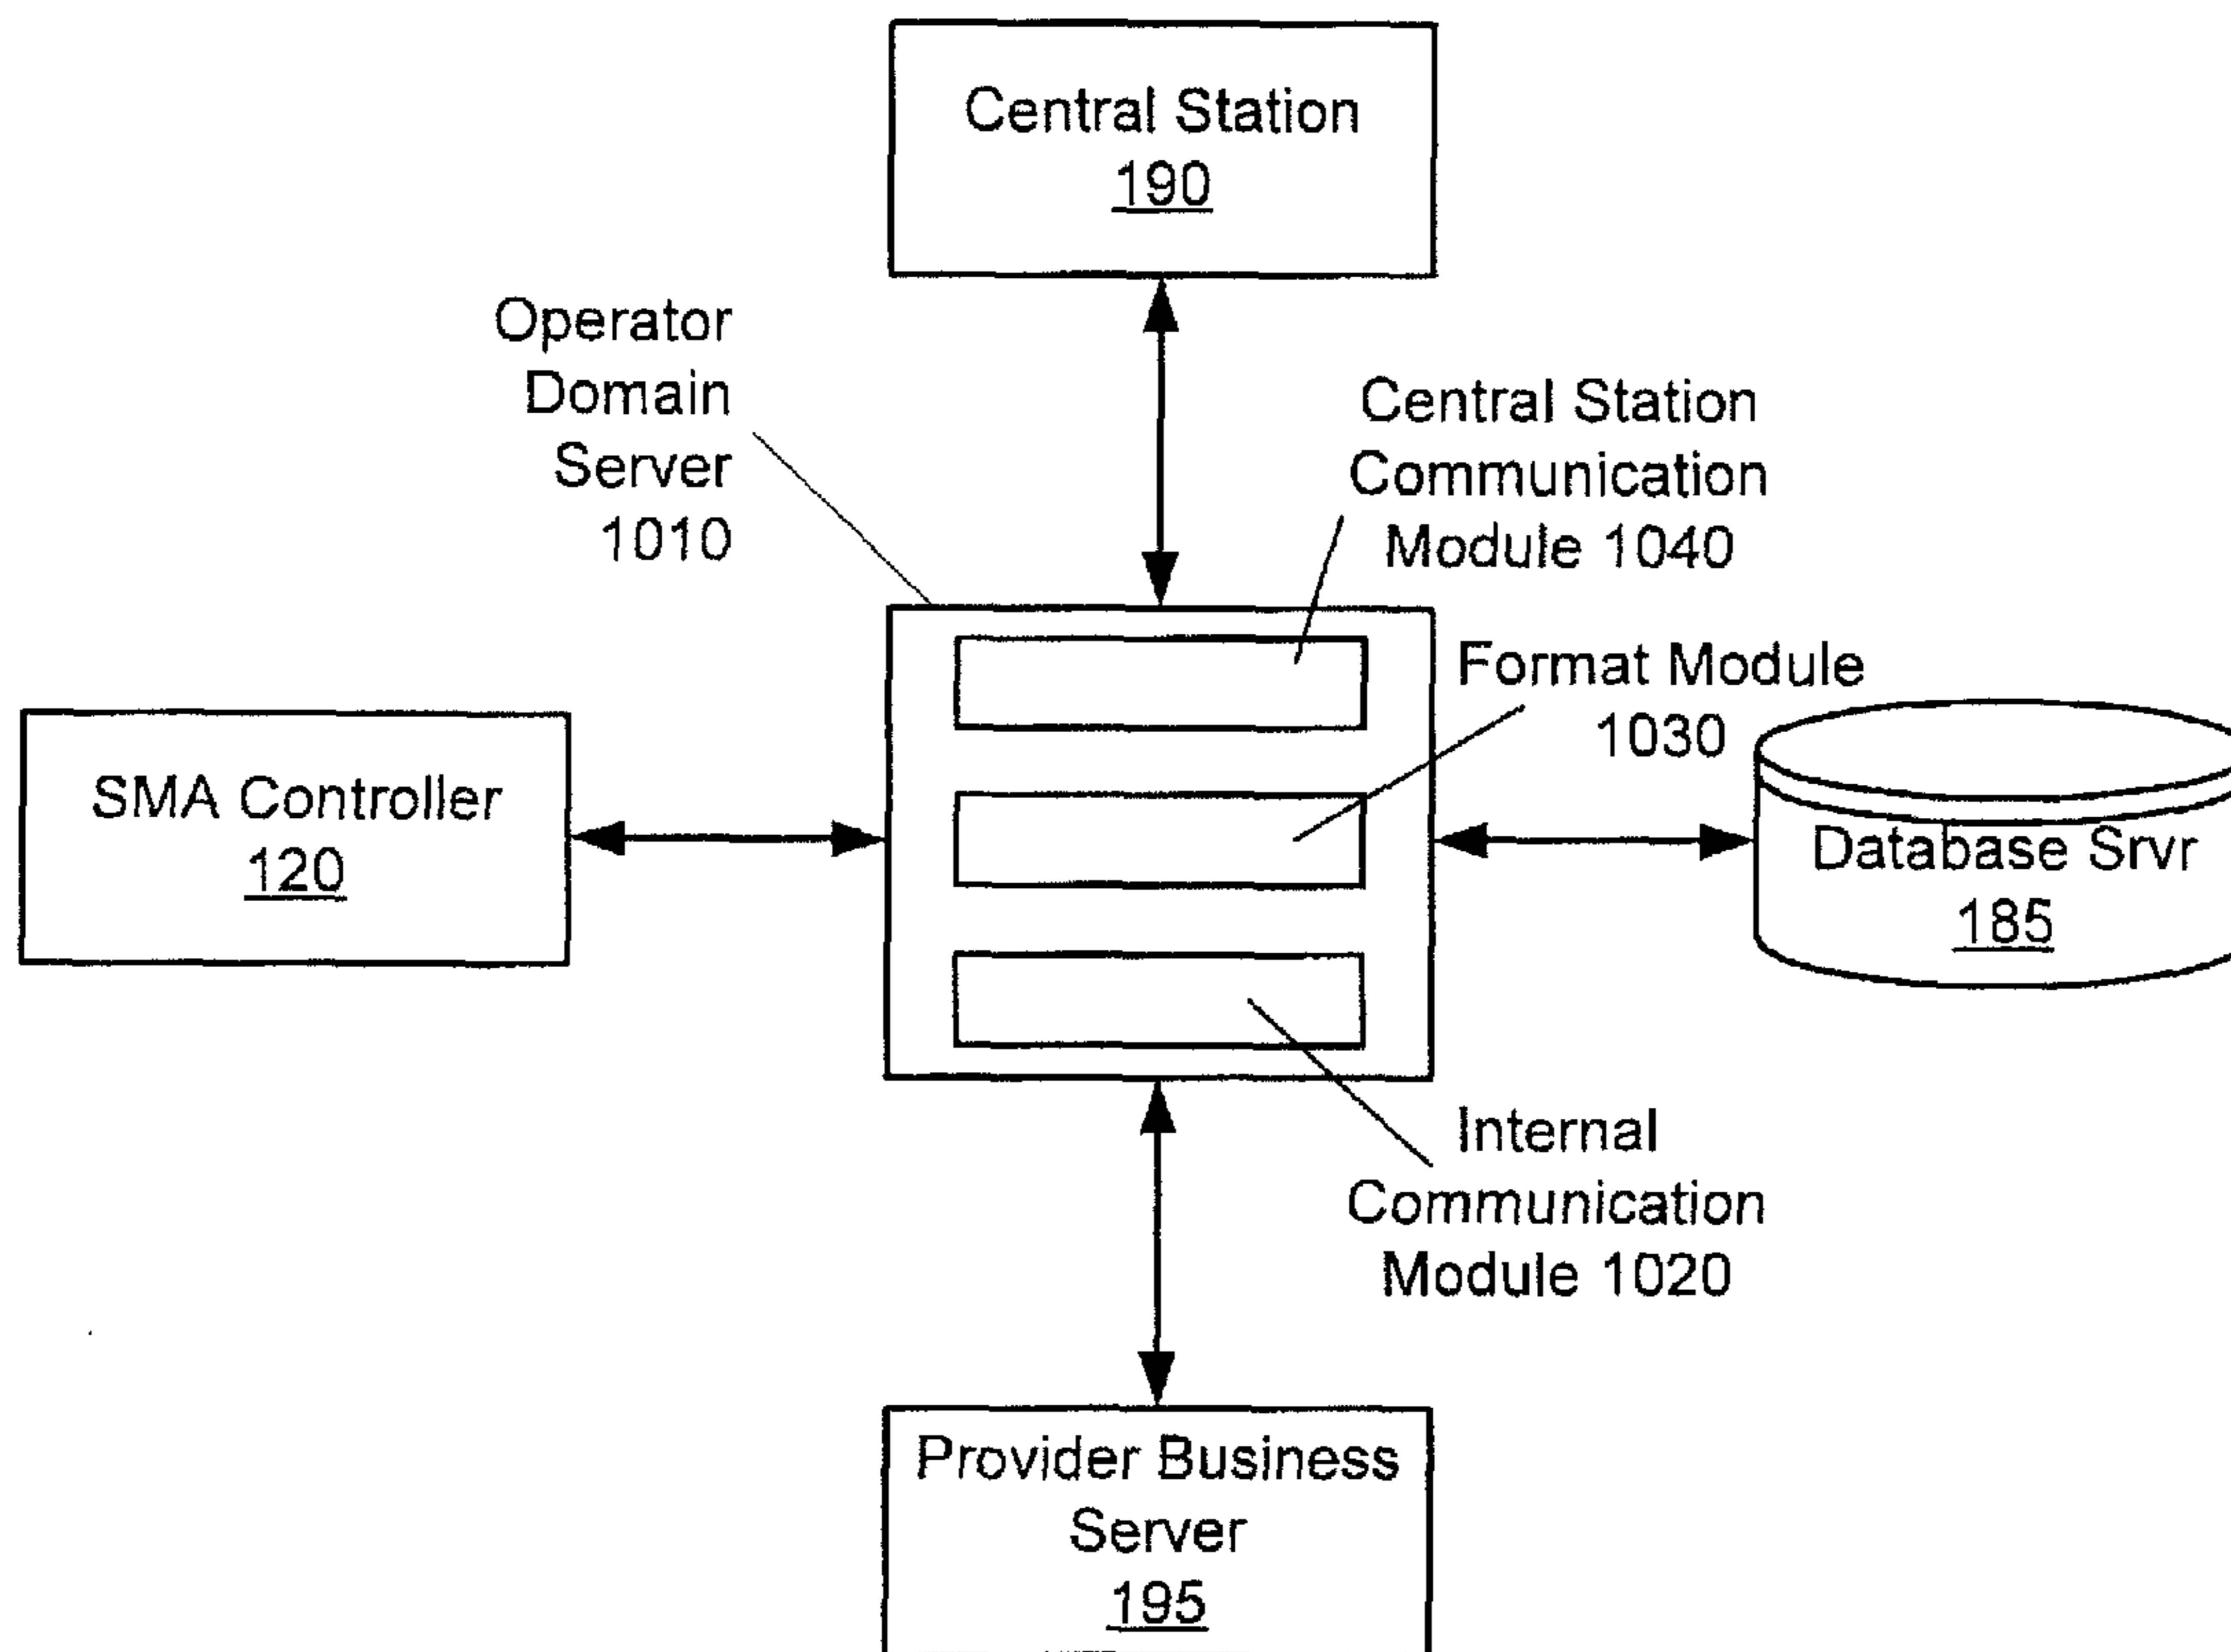 Central Station
190
Operator
Domain
Server
1010
Central Station
Communication
Module 1040
Format Module
1030
SMA Controller
120
Database Srvr
185
Internal
Communication
Module 1020
Provider Business
Server
195